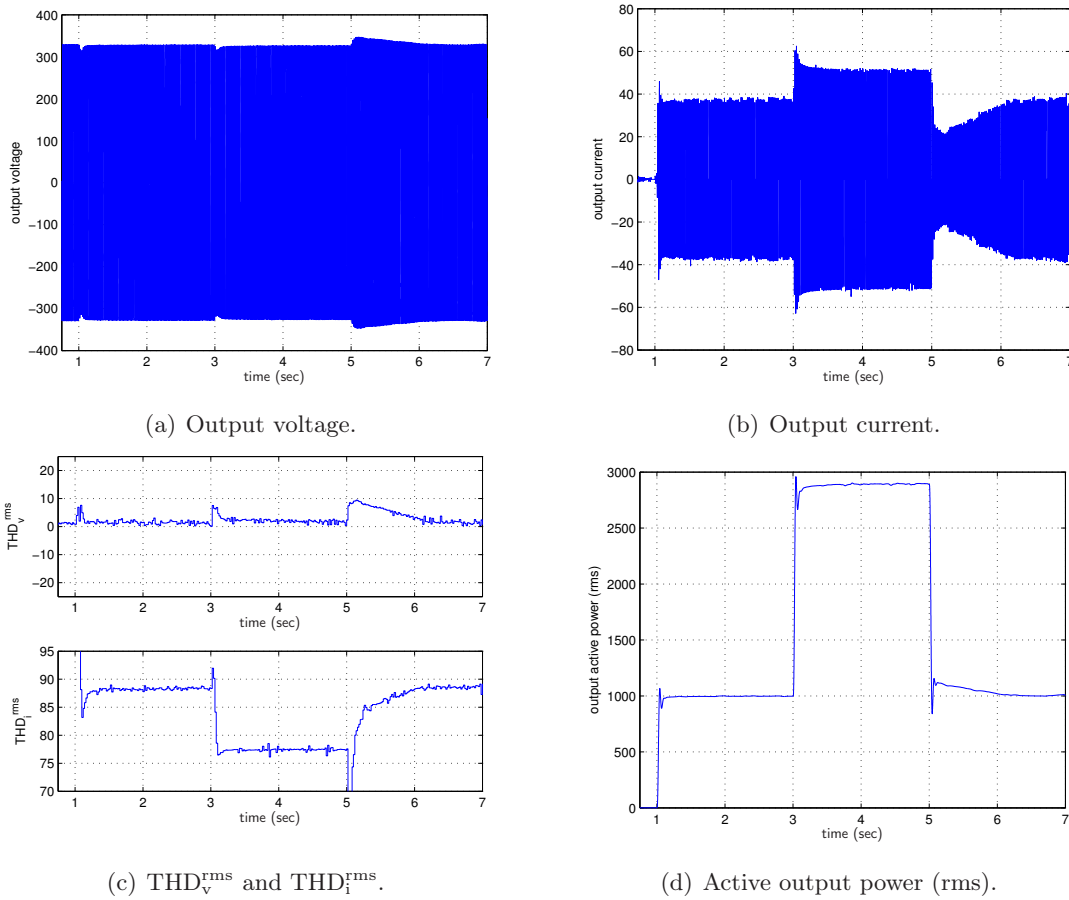 400
300
200
100
0
−100
−200
−300
−400
output voltage
1 2 3 4 5 6 7
time (sec)
(a) Output voltage.
80
60
40
20
0
−20
−40
−60
−80
output current
1 2 3 4 5 6 7
time (sec)
(b) Output current.
20
10
0
−10
−20
THD_v^rms
1 2 3 4 5 6 7
time (sec)
95
90
85
80
75
70
THD_i^rms
1 2 3 4 5 6 7
time (sec)
(c) THD_v^rms and THD_i^rms.
3000
2500
2000
1500
1000
500
0
output active power (rms)
1 2 3 4 5 6 7
time (sec)
(d) Active output power (rms).